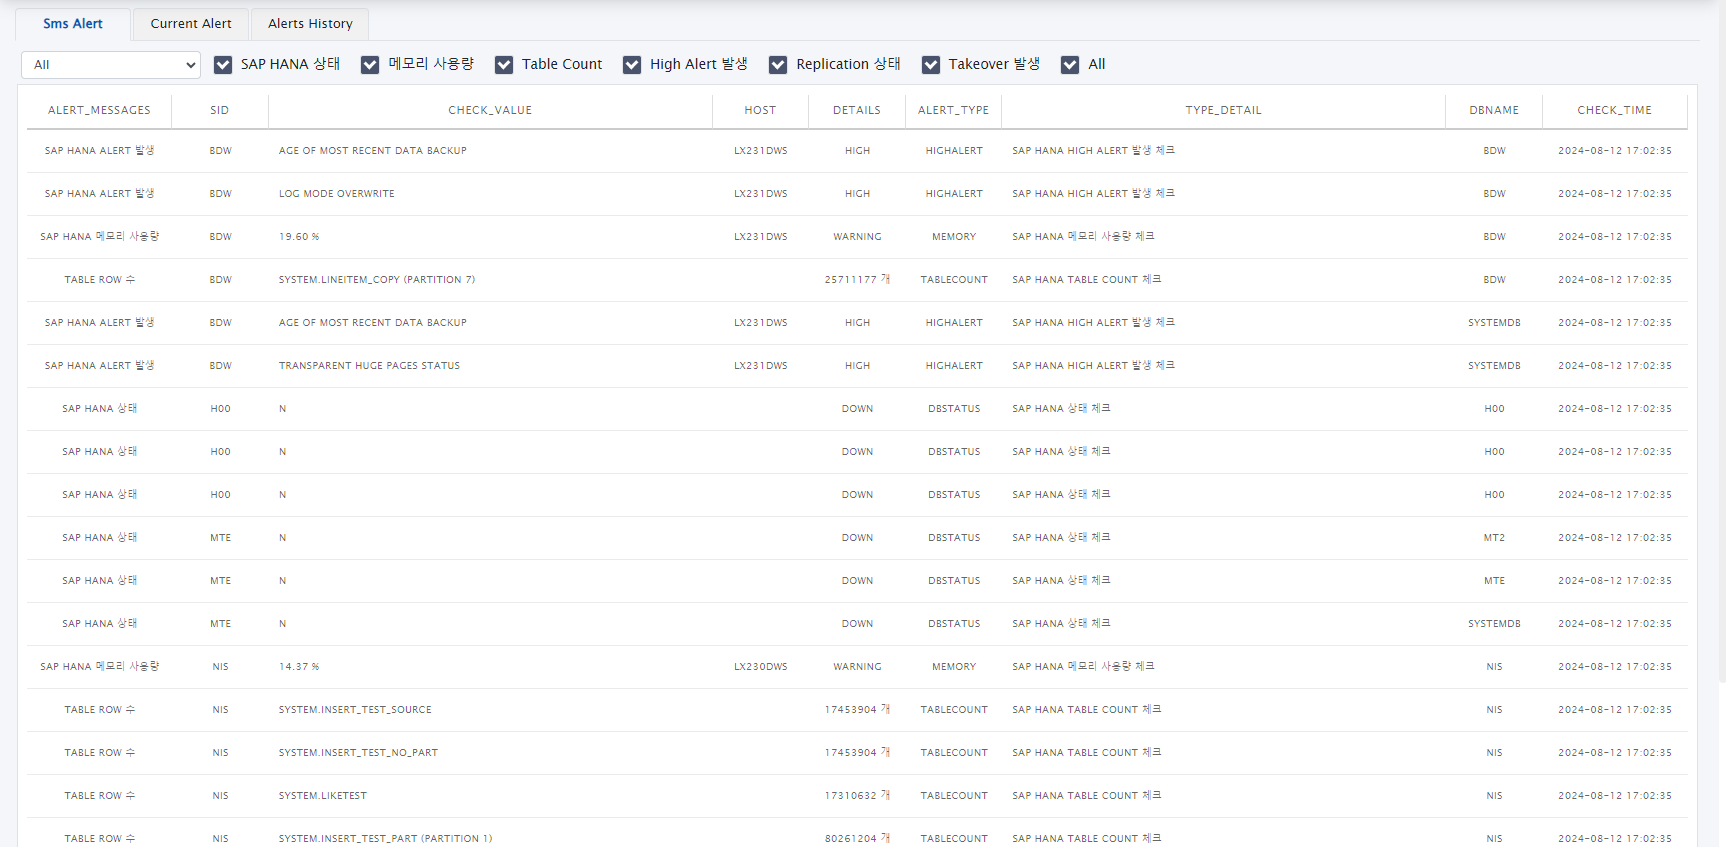 Sms Alert Current Alert Alerts History
All SAP HANA 상태 메모리 사용량 Table Count High Alert 발생 Replication 상태 Takeover 발생 All
ALERT_MESSAGES SID CHECK_VALUE HOST DETAILS ALERT_TYPE TYPE_DETAIL DBNAME CHECK_TIME
SAP HANA ALERT 발생 BDW AGE OF MOST RECENT DATA BACKUP LX231DWS HIGH HIGHALERT SAP HANA HIGH ALERT 발생 체크 BDW 2024-08-12 17:02:35
SAP HANA ALERT 발생 BDW LOG MODE OVERWRITE LX231DWS HIGH HIGHALERT SAP HANA HIGH ALERT 발생 체크 BDW 2024-08-12 17:02:35
SAP HANA 메모리 사용량 BDW 19.60 % LX231DWS WARNING MEMORY SAP HANA 메모리 사용량 체크 BDW 2024-08-12 17:02:35
TABLE ROW 수 BDW SYSTEM.LINEITEM_COPY (PARTITION 7) 25711177 개 TABLECOUNT SAP HANA TABLE COUNT 체크 BDW 2024-08-12 17:02:35
SAP HANA ALERT 발생 BDW AGE OF MOST RECENT DATA BACKUP LX231DWS HIGH HIGHALERT SAP HANA HIGH ALERT 발생 체크 SYSTEMDB 2024-08-12 17:02:35
SAP HANA ALERT 발생 BDW TRANSPARENT HUGE PAGES STATUS LX231DWS HIGH HIGHALERT SAP HANA HIGH ALERT 발생 체크 SYSTEMDB 2024-08-12 17:02:35
SAP HANA 상태 H00 N DOWN DBSTATUS SAP HANA 상태 체크 H00 2024-08-12 17:02:35
SAP HANA 상태 H00 N DOWN DBSTATUS SAP HANA 상태 체크 H00 2024-08-12 17:02:35
SAP HANA 상태 H00 N DOWN DBSTATUS SAP HANA 상태 체크 H00 2024-08-12 17:02:35
SAP HANA 상태 MTE N DOWN DBSTATUS SAP HANA 상태 체크 MT2 2024-08-12 17:02:35
SAP HANA 상태 MTE N DOWN DBSTATUS SAP HANA 상태 체크 MTE 2024-08-12 17:02:35
SAP HANA 상태 MTE N DOWN DBSTATUS SAP HANA 상태 체크 SYSTEMDB 2024-08-12 17:02:35
SAP HANA 메모리 사용량 NIS 14.37 % LX230DWS WARNING MEMORY SAP HANA 메모리 사용량 체크 NIS 2024-08-12 17:02:35
TABLE ROW 수 NIS SYSTEM.INSERT_TEST_SOURCE 17453904 개 TABLECOUNT SAP HANA TABLE COUNT 체크 NIS 2024-08-12 17:02:35
TABLE ROW 수 NIS SYSTEM.INSERT_TEST_NO_PART 17453904 개 TABLECOUNT SAP HANA TABLE COUNT 체크 NIS 2024-08-12 17:02:35
TABLE ROW 수 NIS SYSTEM.LIKETEST 17310632 개 TABLECOUNT SAP HANA TABLE COUNT 체크 NIS 2024-08-12 17:02:35
TABLE ROW 수 NIS SYSTEM.INSERT_TEST_PART (PARTITION 1) 80261204 개 TABLECOUNT SAP HANA TABLE COUNT 체크 NIS 2024-08-12 17:02:35